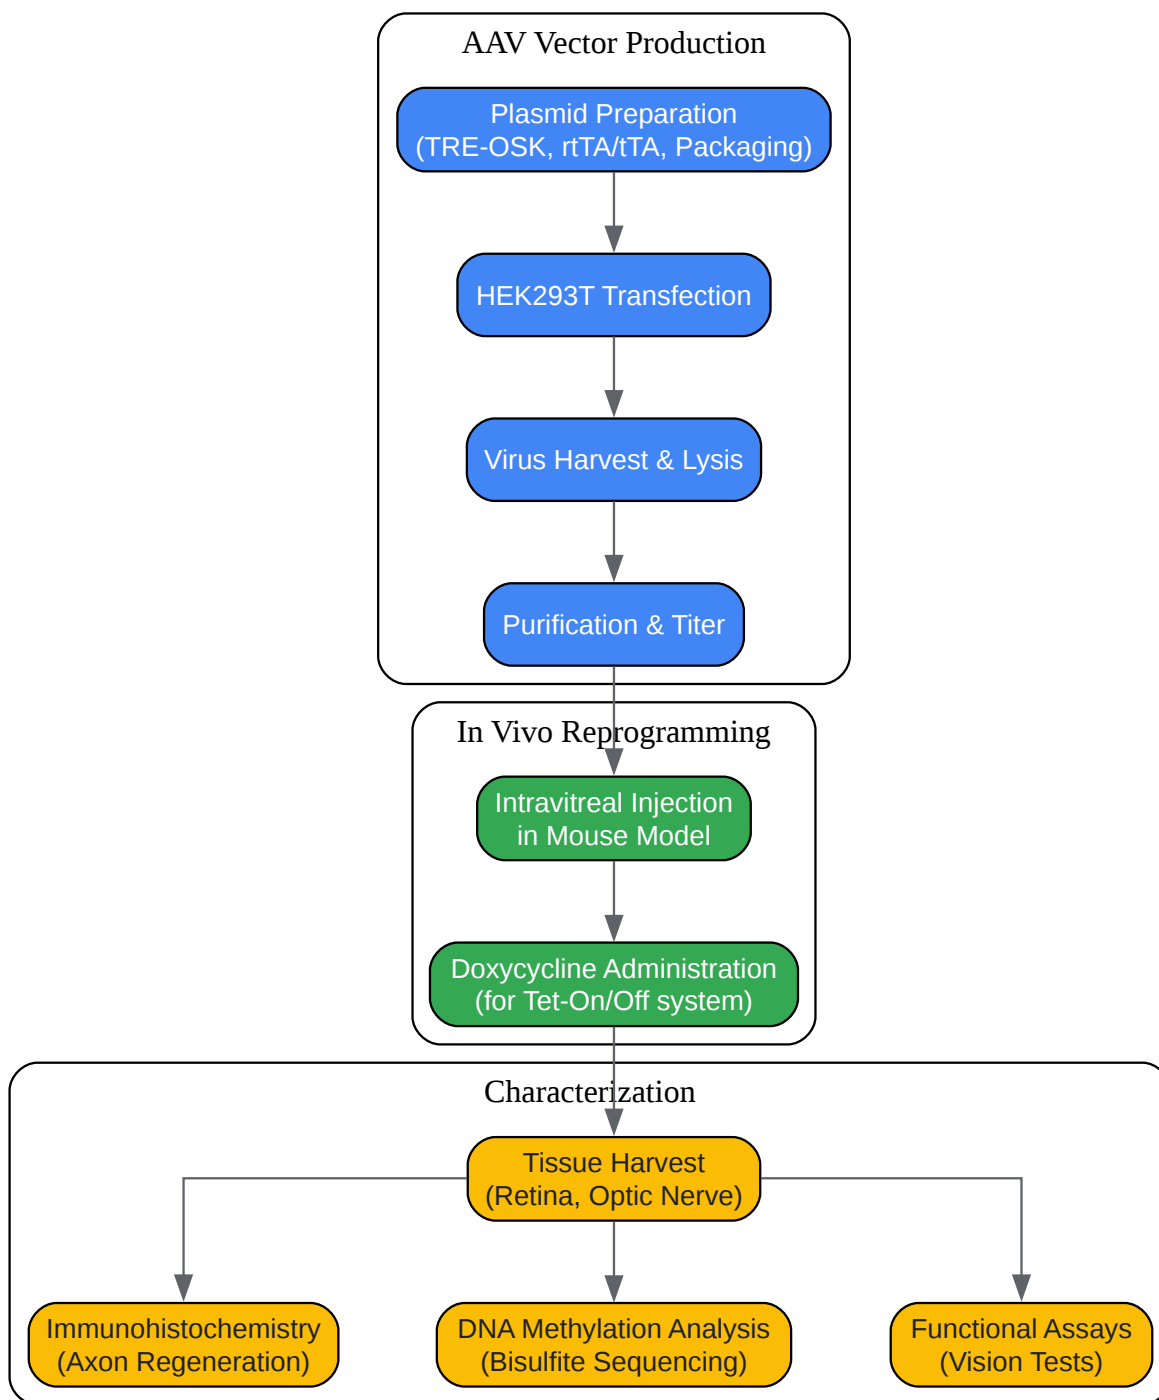 AAV Vector Production
Plasmid Preparation
(TRE-OSK, rtTA/tTA, Packaging)
HEK293T Transfection
Virus Harvest & Lysis
Purification & Titer
In Vivo Reprogramming
Intravitreal Injection
in Mouse Model
Doxycycline Administration
(for Tet-On/Off system)
Characterization
Tissue Harvest
(Retina, Optic Nerve)
Immunohistochemistry
(Axon Regeneration)
DNA Methylation Analysis
(Bisulfite Sequencing)
Functional Assays
(Vision Tests)